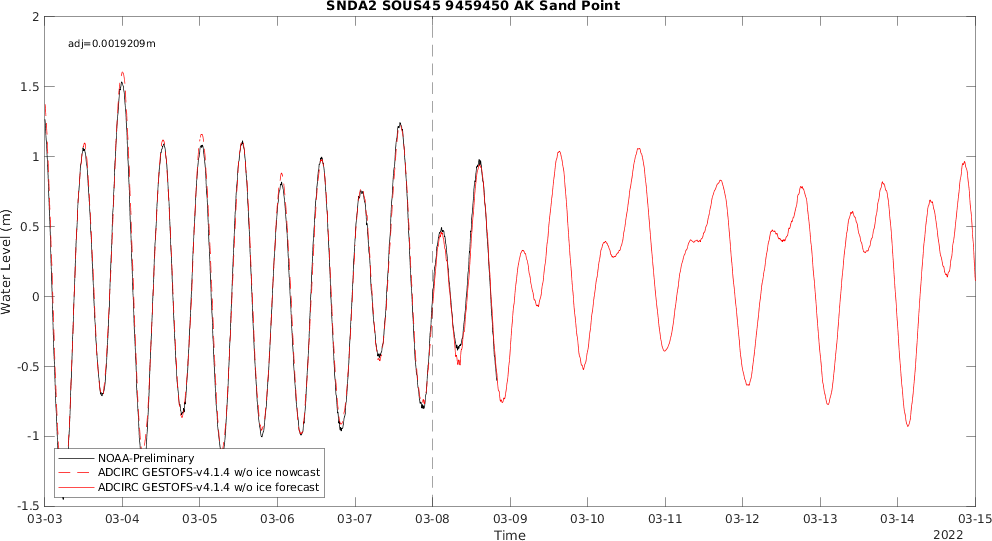 SNDA2 SOUS45 9459450 AK Sand Point
adj=0.0019209m
2
1.5
1
0.5
0
-0.5
-1
-1.5
Water Level (m)
NOAA-Preliminary
ADCIRC GESTOFS-v4.1.4 w/o ice nowcast
ADCIRC GESTOFS-v4.1.4 w/o ice forecast
03-03 03-04 03-05 03-06 03-07 03-08 03-09 03-10 03-11 03-12 03-13 03-14 03-15
Time
2022